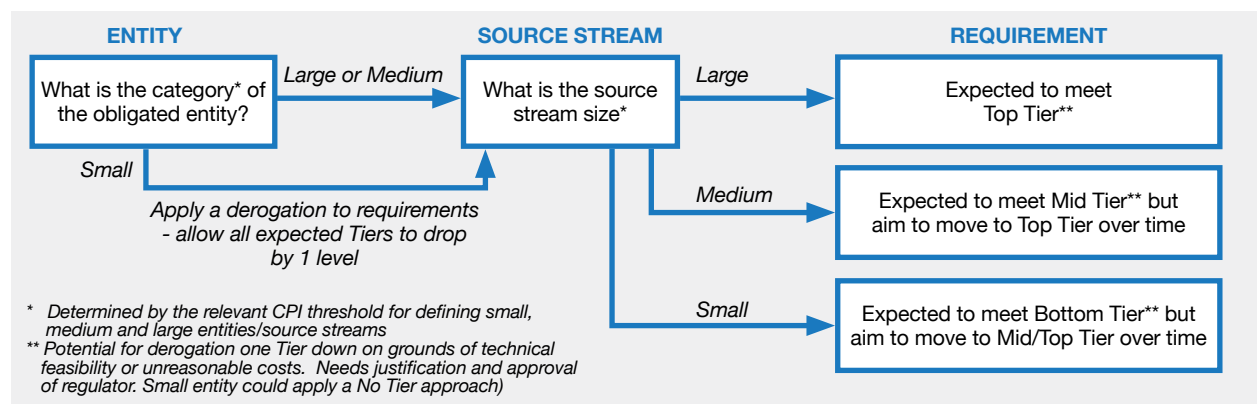 ENTITY
SOURCE STREAM
REQUIREMENT
What is the category* of
the obligated entity?
Large or Medium
What is the source
stream size*
Large
Expected to meet
Top Tier**
Small
Apply a derogation to requirements
- allow all expected Tiers to drop
by 1 level
Medium
Expected to meet Mid Tier** but
aim to move to Top Tier over time
Small
Expected to meet Bottom Tier** but
aim to move to Mid/Top Tier over time
* Determined by the relevant CPI threshold for defining small,
medium and large entities/source streams
** Potential for derogation one Tier down on grounds of technical
feasibility or unreasonable costs. Needs justification and approval
of regulator. Small entity could apply a No Tier approach)